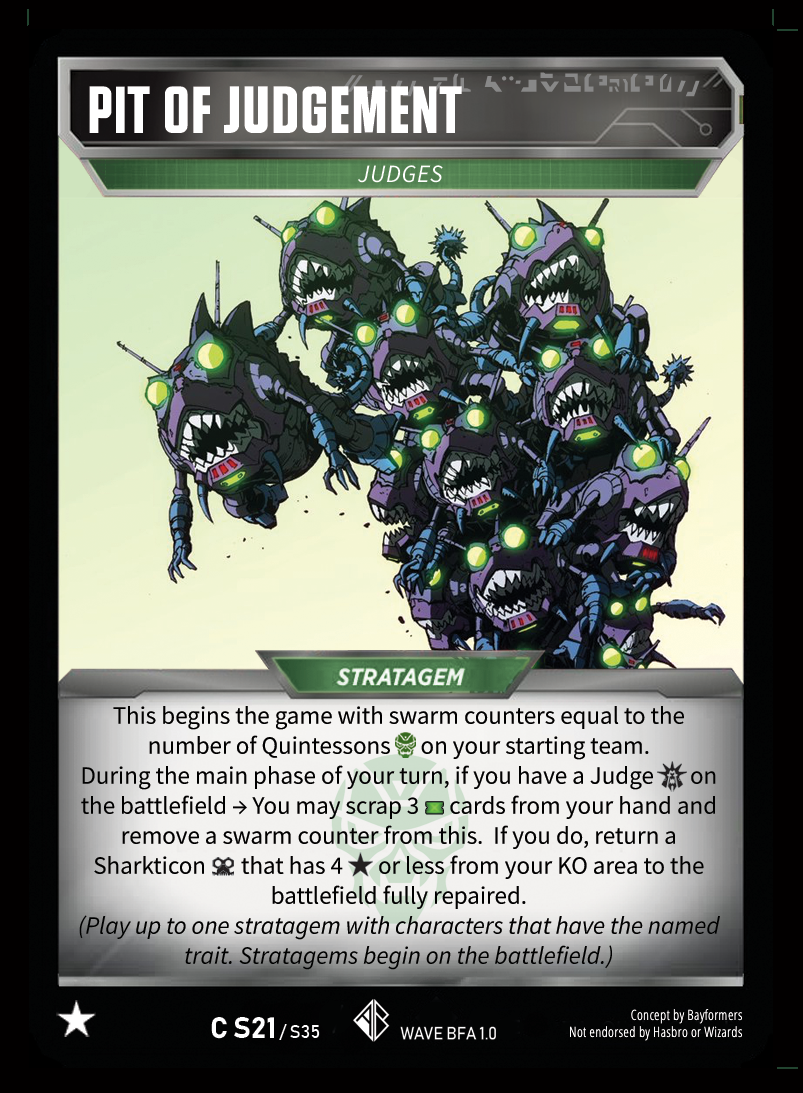 PIT OF JUDGEMENT
JUDGES
STRATAGEM
This begins the game with swarm counters equal to the
number of Quintessons on your starting team.
During the main phase of your turn, if you have a Judge on
the battlefield → You may scrap 3 cards from your hand and
remove a swarm counter from this. If you do, return a
Sharkticon that has 4 ★ or less from your KO area to the
battlefield fully repaired.
(Play up to one stratagem with characters that have the named
trait. Stratagems begin on the battlefield.)
★
C S21/S35
WAVE BFA 1.0
Concept by Bayformers
Not endorsed by Hasbro or Wizards